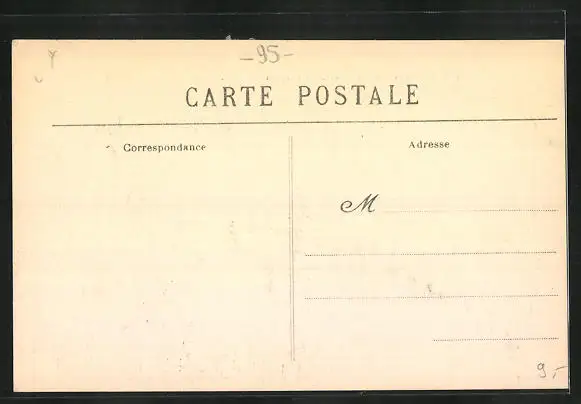 -95-
CARTE POSTALE
Correspondance
Adresse
M
9,-